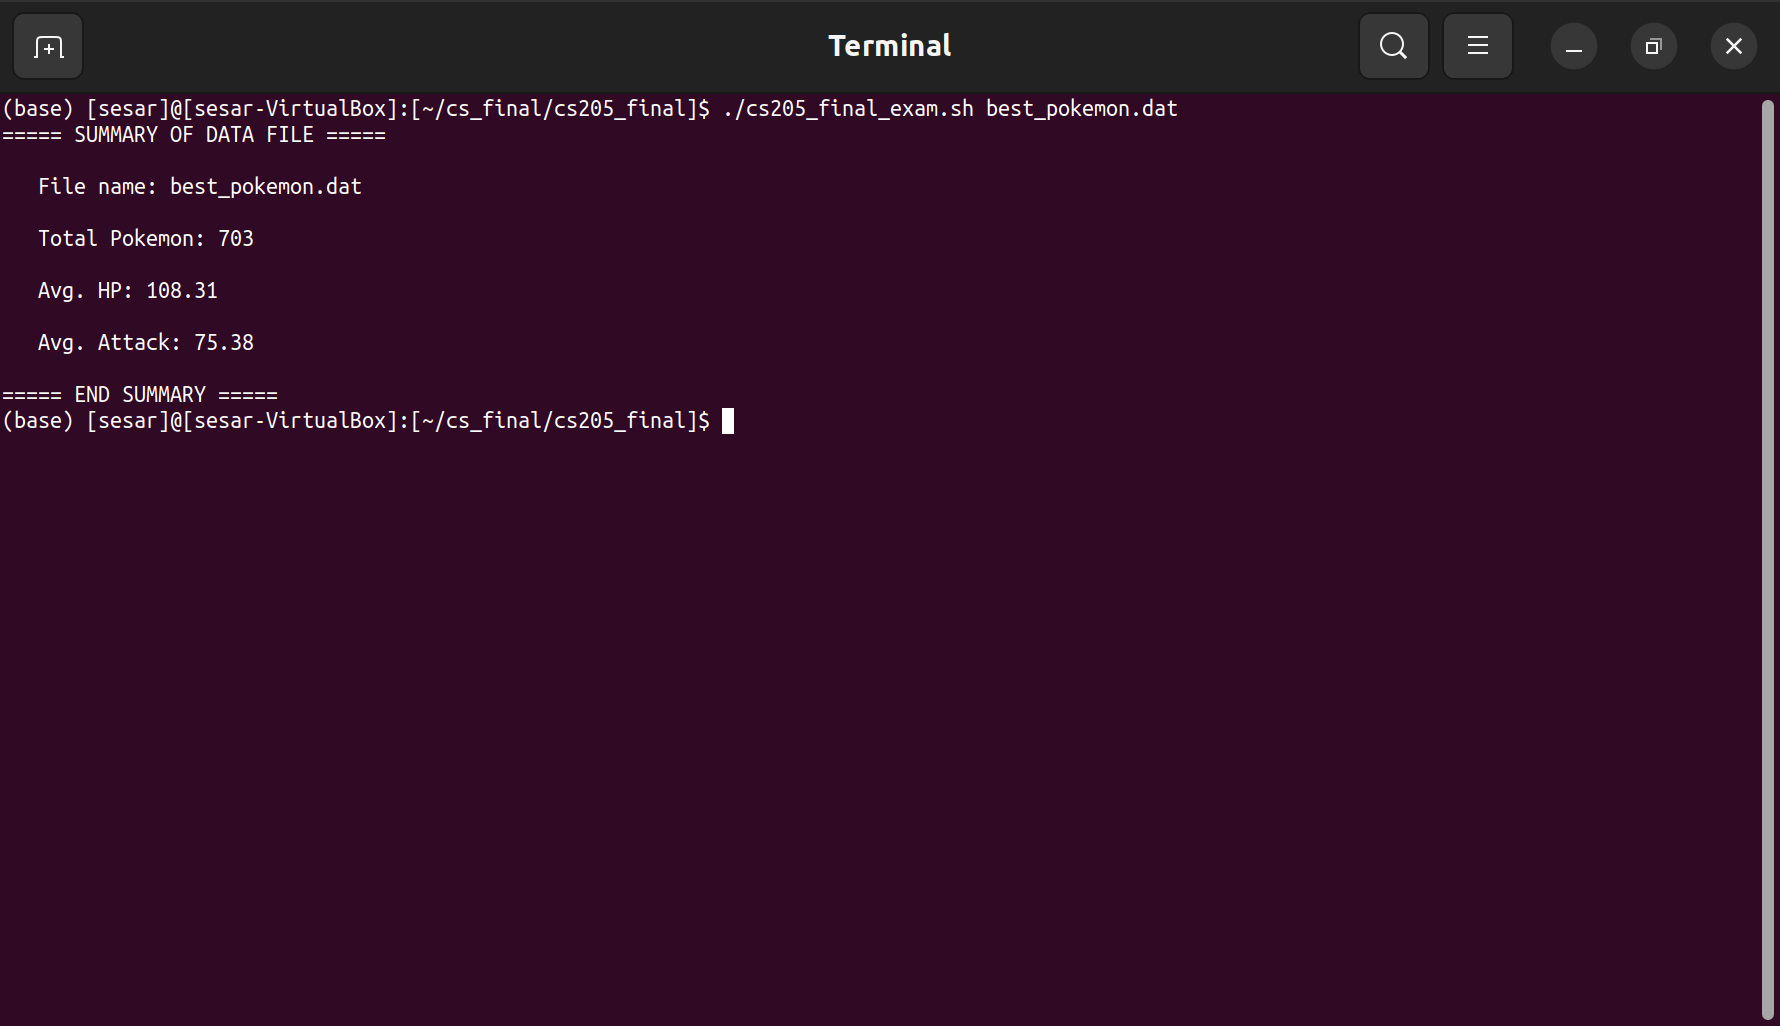 Terminal
(base) [sesar]@[sesar-VirtualBox]:[~/cs_final/cs205_final]$ ./cs205_final_exam.sh best_pokemon.dat
===== SUMMARY OF DATA FILE =====
   File name: best_pokemon.dat
   Total Pokemon: 703
   Avg. HP: 108.31
   Avg. Attack: 75.38
===== END SUMMARY =====
(base) [sesar]@[sesar-VirtualBox]:[~/cs_final/cs205_final]$